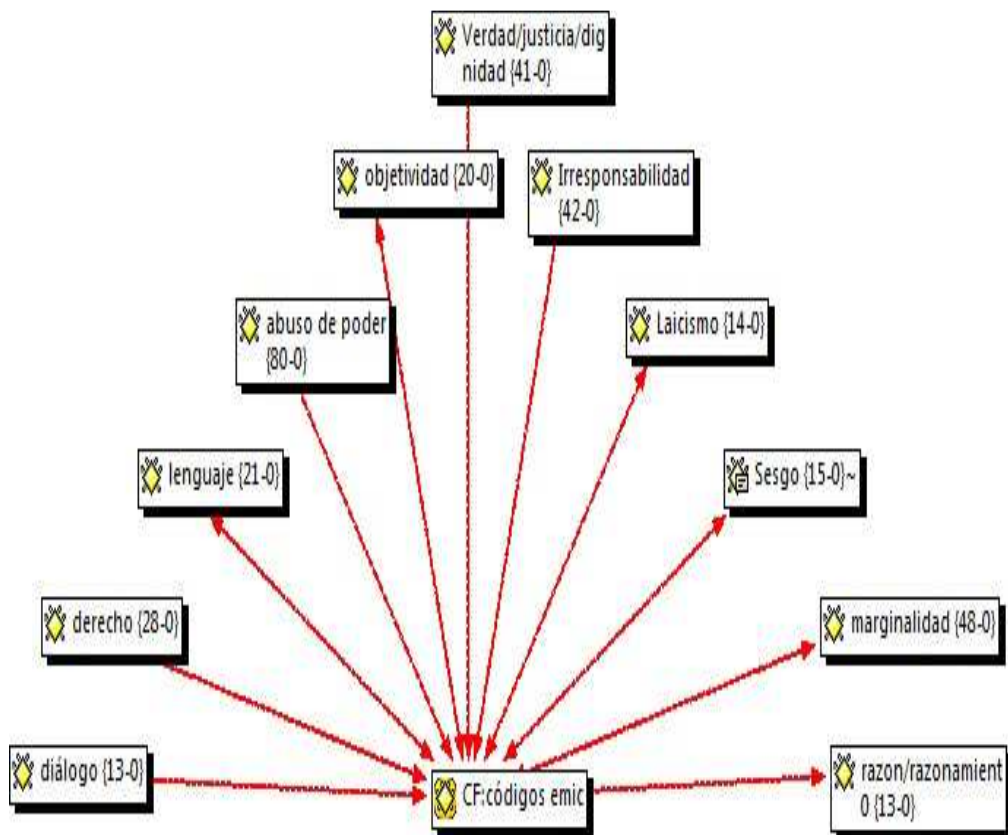 Verdad/justicia/dig
nidad {41-0}
objetividad {20-0}
Irresponsabilidad
{42-0}
abuso de poder
{80-0}
Laicismo {14-0}
lenguaje {21-0}
Sesgo {15-0}~
derecho {28-0}
marginalidad {48-0}
diálogo {13-0}
CF:códigos emic
razon/razonamient
0 {13-0}